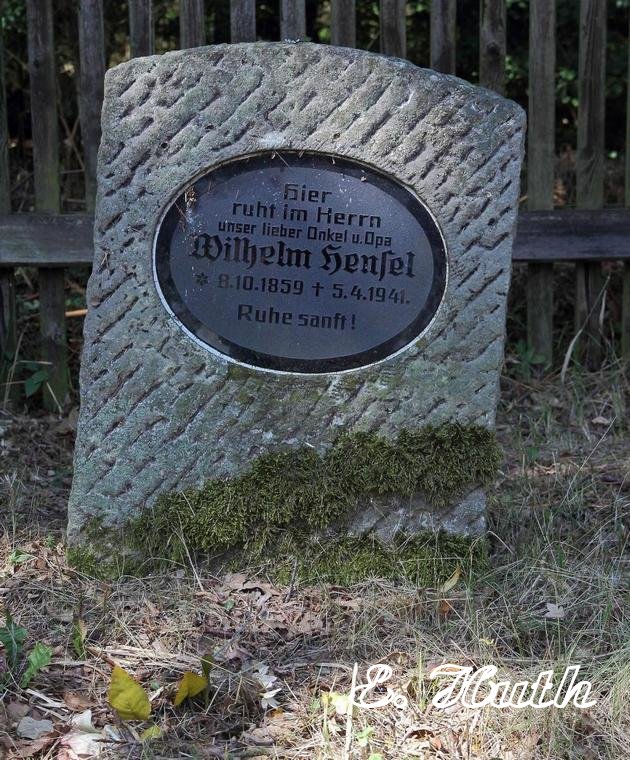 Hier
ruht im Herrn
unser lieber Onkel u. Opa
Wilhelm Hensel
* 8.10.1859 † 5.4.1941.
Ruhe sanft!
E. Huth